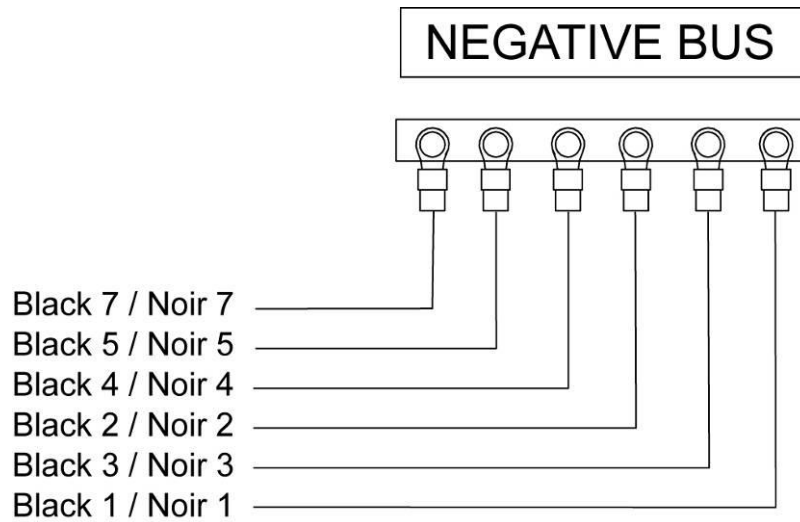 NEGATIVE BUS
Black 7 / Noir 7
Black 5 / Noir 5
Black 4 / Noir 4
Black 2 / Noir 2
Black 3 / Noir 3
Black 1 / Noir 1